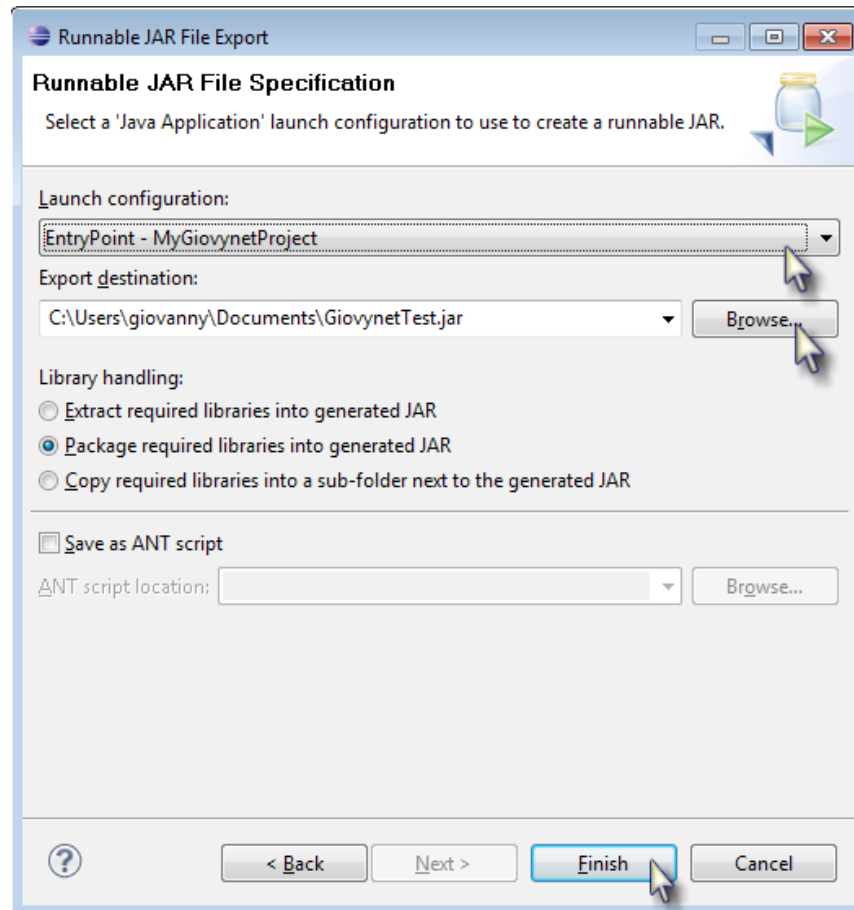 Runnable JAR File Export
Runnable JAR File Specification
Select a 'Java Application' launch configuration to use to create a runnable JAR.
Launch configuration:
EntryPoint - MyGiovynetProject
Export destination:
C:\Users\giovanny\Documents\GiovynetTest.jar Browse...
Library handling:
Extract required libraries into generated JAR
Package required libraries into generated JAR
Copy required libraries into a sub-folder next to the generated JAR
Save as ANT script
ANT script location: Browse...
? < Back Next > Finish Cancel